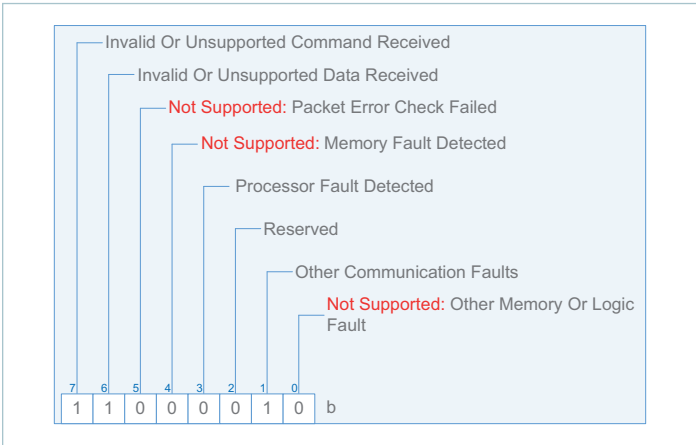 Invalid Or Unsupported Command Received
Invalid Or Unsupported Data Received
Not Supported: Packet Error Check Failed
Not Supported: Memory Fault Detected
Processor Fault Detected
Reserved
Other Communication Faults
Not Supported: Other Memory Or Logic
Fault
7 6 5 4 3 2 1 0
1 1 0 0 0 0 1 0 b